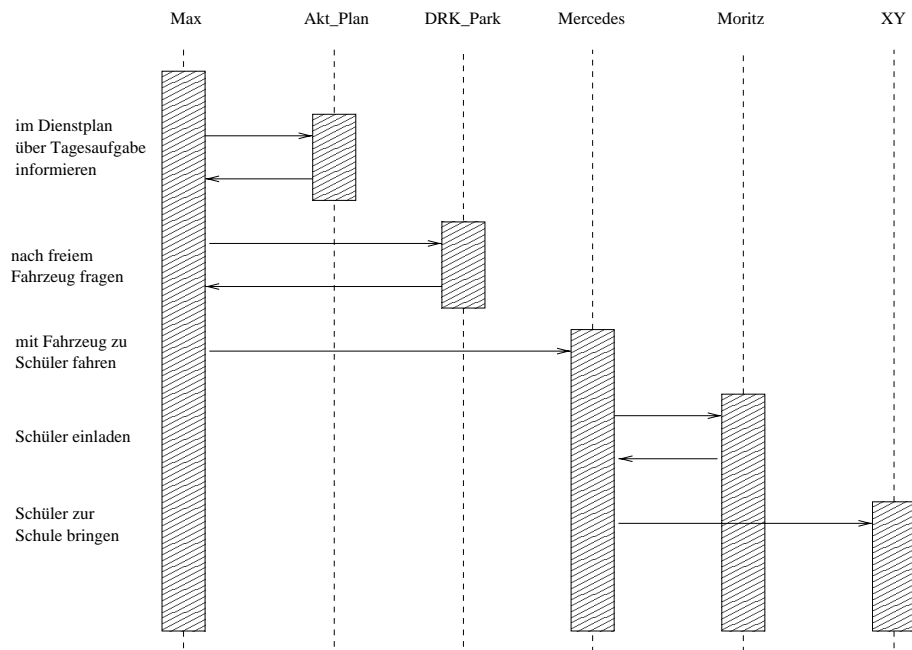 Max Akt_Plan DRK_Park Mercedes Moritz XY
im Dienstplan
über Tagesaufgabe
informieren
nach freiem
Fahrzeug fragen
mit Fahrzeug zu
Schüler fahren
Schüler einladen
Schüler zur
Schule bringen